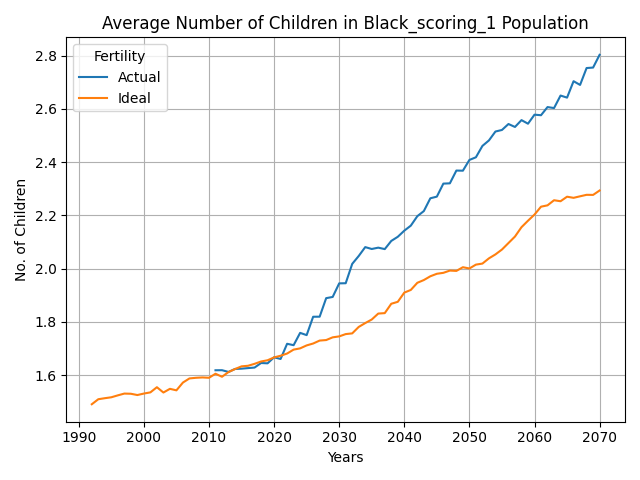 Average Number of Children in Black_scoring_1 Population
Fertility
Actual
Ideal
No. of Children
2.8
2.6
2.4
2.2
2.0
1.8
1.6
1990 2000 2010 2020 2030 2040 2050 2060 2070
Years